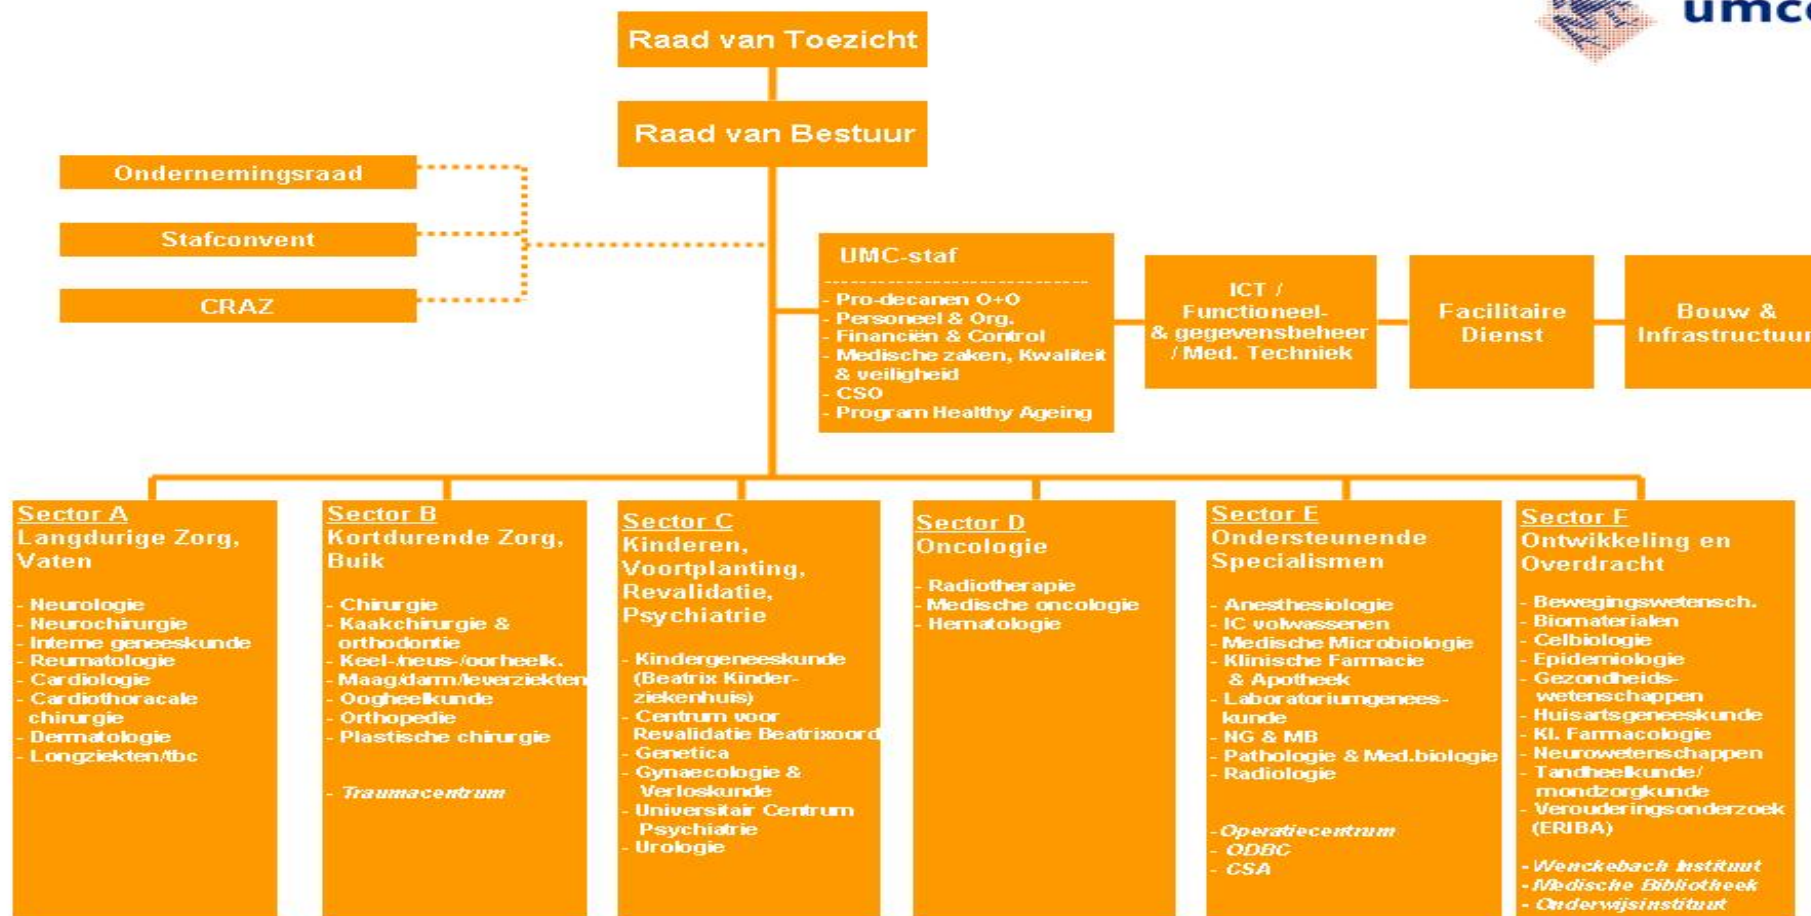 umc
Raad van Toezicht
Raad van Bestuur
Ondernemingsraad
Stafconvent
CRAZ
UMC-staf
- Pro-decanen O+O
- Personeel & Org.
- Financiën & Control
- Medische zaken, Kwaliteit
& veiligheid
- CSO
- Program Healthy Ageing
ICT /
Functioneel-
& gegevensbeheer
/ Med. Techniek
Facilitaire
Dienst
Bouw &
Infrastructuur
Sector A
Langdurige Zorg,
Vaten
- Neurologie
- Neurochirurgie
- Interne geneeskunde
- Reumatologie
- Cardiologie
- Cardiothoracale
chirurgie
- Dermatologie
- Longziekten/tbc
Sector B
Kortdurende Zorg,
Buik
- Chirurgie
- Kaakchirurgie &
orthodontie
- Keel-/neus-/oorheelk.
- Maag/darm/leverziekten
- Oogheelkunde
- Orthopedie
- Plastische chirurgie
- Traumacentrum
Sector C
Kinderen,
Voortplanting,
Revalidatie,
Psychiatrie
- Kindergeneeskunde
(Beatrix Kinder-
ziekenhuis)
- Centrum voor
Revalidatie Beatrixoord
- Genetica
- Gynaecologie &
Verloskunde
- Universitair Centrum
Psychiatrie
- Urologie
Sector D
Oncologie
- Radiotherapie
- Medische oncologie
- Hematologie
Sector E
Ondersteunende
Specialismen
- Anesthesiologie
- IC volwassenen
- Medische Microbiologie
- Klinische Farmacie
& Apotheek
- Laboratoriumgenees-
kunde
- NG & MB
- Pathologie & Med.biologie
- Radiologie
- Operatiecentrum
- ODBC
- CSA
Sector F
Ontwikkeling en
Overdracht
- Bewegingswetensch.
- Biomaterialen
- Celbiologie
- Epidemiologie
- Gezondheids-
wetenschappen
- Huisartsgeneeskunde
- Kl. Farmacologie
- Neurowetenschappen
- Tandheelkunde/
mondzorgkunde
- Verouderingsonderzoek
(ERIBA)
- Wenckebach Instituut
- Medische Bibliotheek
- Onderwijsinstituut